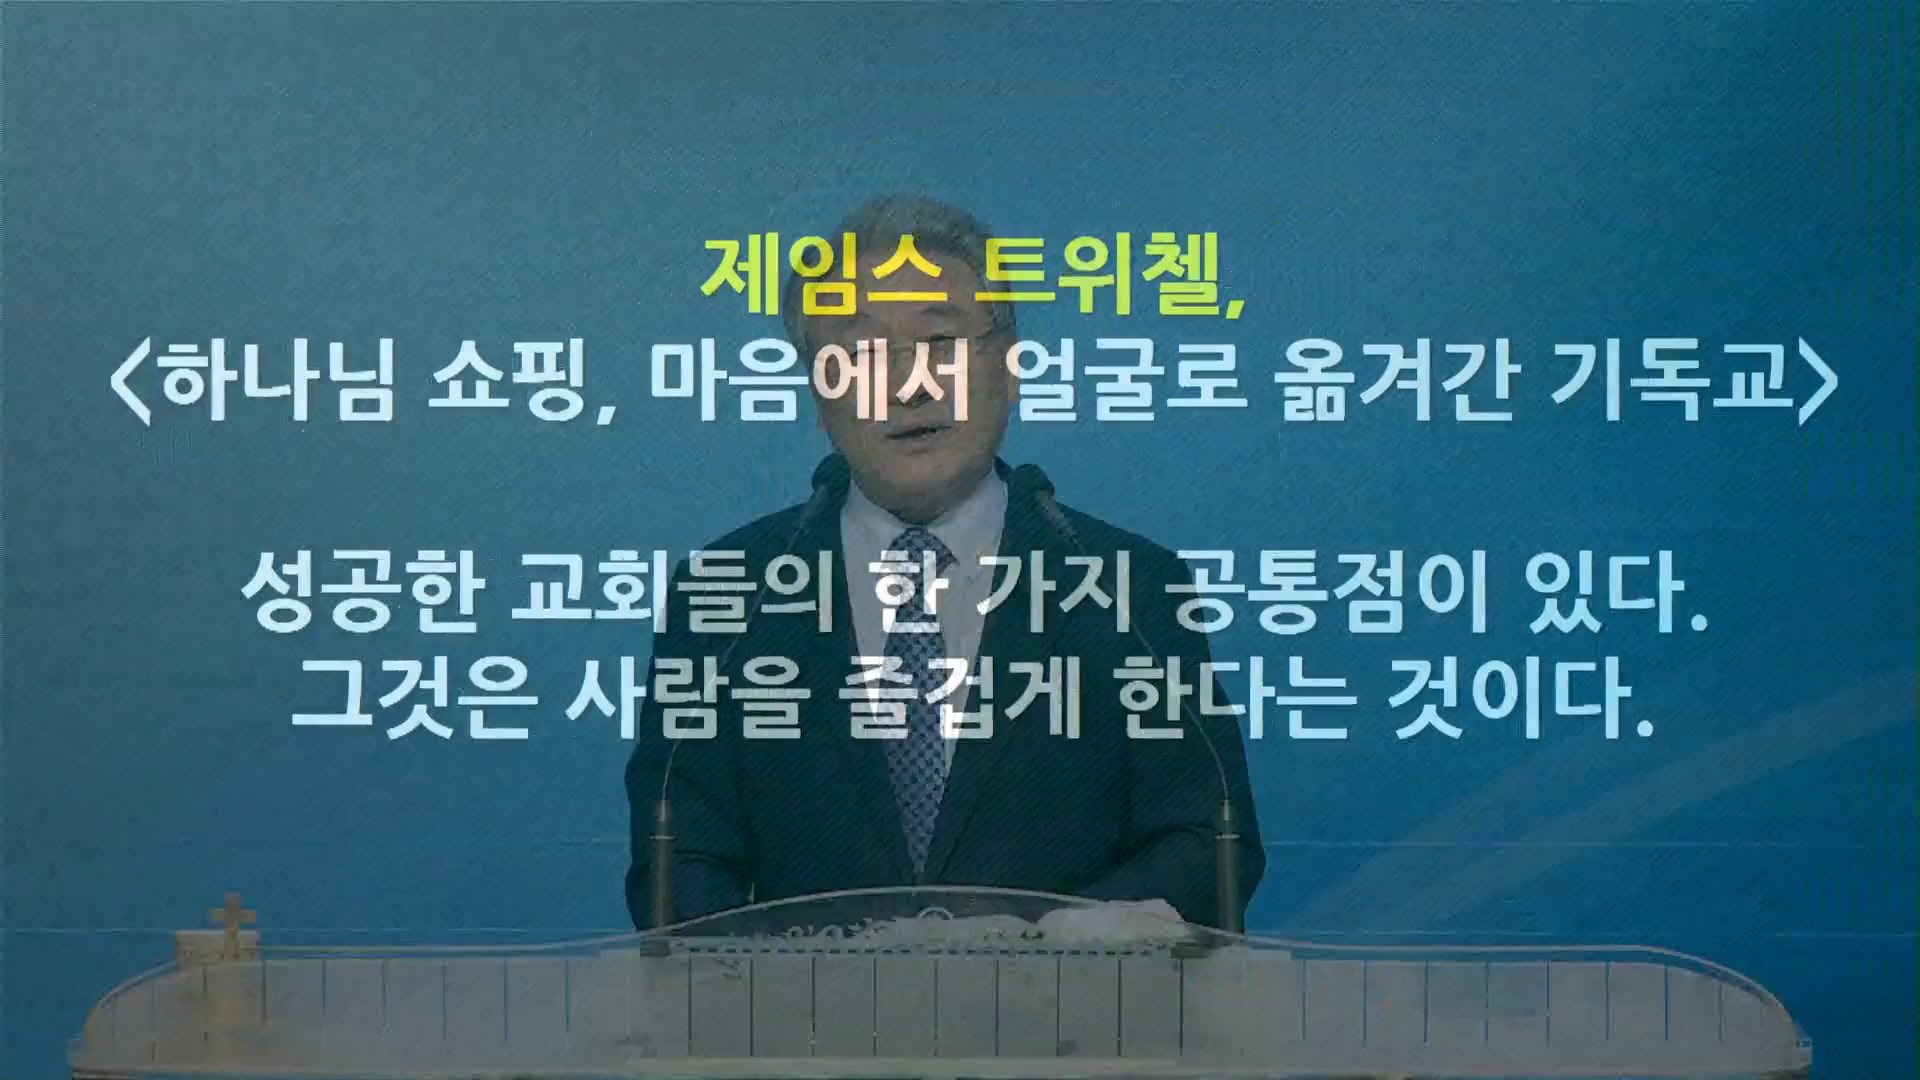 제임스 트위첼,
<하나님 쇼핑, 마음에서 얼굴로 옮겨간 기독교>
성공한 교회들의 한 가지 공통점이 있다.
그것은 사람을 즐겁게 한다는 것이다.